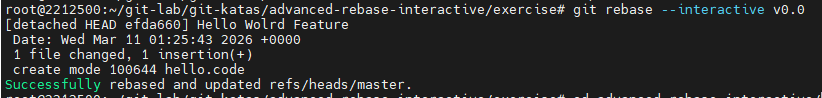 root@2212500:~/git-lab/git-katas/advanced-rebase-interactive/exercise# git rebase --interactive v0.0
[detached HEAD efda660] Hello Wolrd Feature
 Date: Wed Mar 11 01:25:43 2026 +0000
 1 file changed, 1 insertion(+)
 create mode 100644 hello.code
Successfully rebased and updated refs/heads/master.